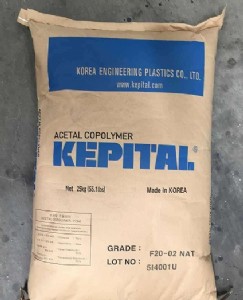 KOREA ENGINEERING PLASTICS CO., LTD.
www.kepital.com
ACETAL COPOLYMER
KEPITAL®
Net 25kg (55.1lbs) Made in KOREA
GRADE : F20-02 NAT
LOT NO :